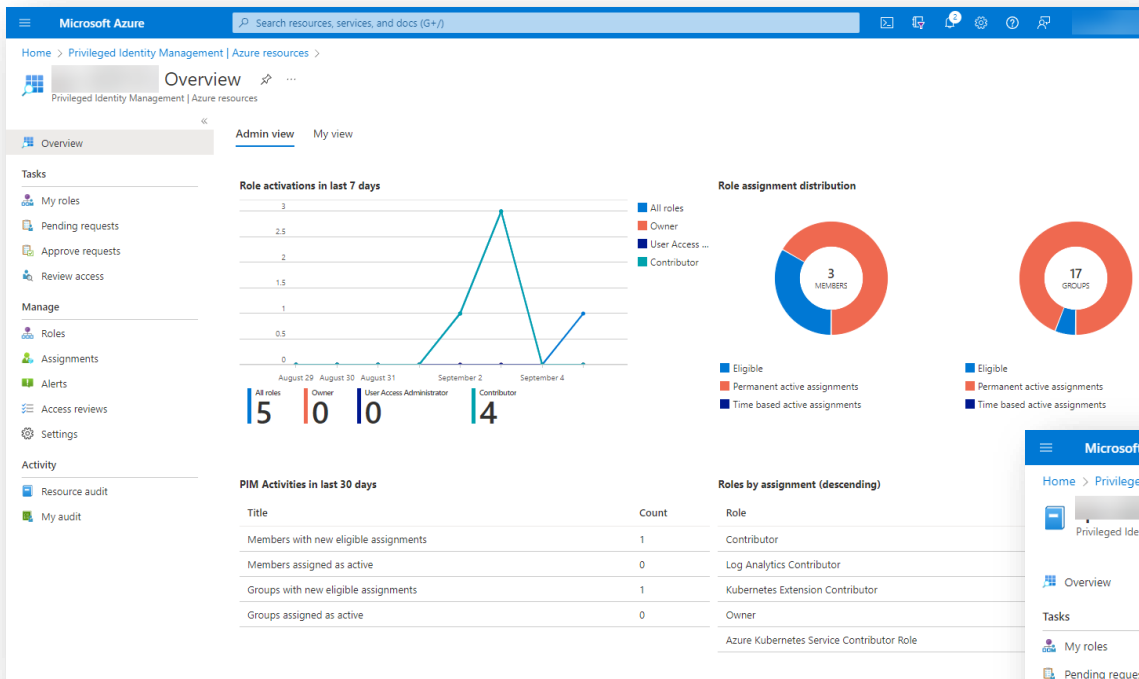 Microsoft Azure
Search resources, services, and docs (G+/)
2
Home > Privileged Identity Management | Azure resources >
Overview
Privileged Identity Management | Azure resources
Overview
Tasks
My roles
Pending requests
Approve requests
Review access
Manage
Roles
Assignments
Alerts
Access reviews
Settings
Activity
Resource audit
My audit
Admin view My view
Role activations in last 7 days
3
2.5
2
1.5
1
0.5
0
August 29 August 30 August 31 September 2 September 4
All roles
Owner
User Access ...
Contributor
All roles Owner User Access Administrator Contributor
5 0 0 4
Role assignment distribution
3
MEMBERS
Eligible
Permanent active assignments
Time based active assignments
17
GROUPS
Eligible
Permanent active assignments
Time based active assignments
PIM Activities in last 30 days
Title Count
Members with new eligible assignments 1
Members assigned as active 0
Groups with new eligible assignments 1
Groups assigned as active 0
Roles by assignment (descending)
Role
Contributor
Log Analytics Contributor
Kubernetes Extension Contributor
Owner
Azure Kubernetes Service Contributor Role
Microsoft
Home > Privilege
Privileged Ide
Overview
Tasks
My roles
Pending reques